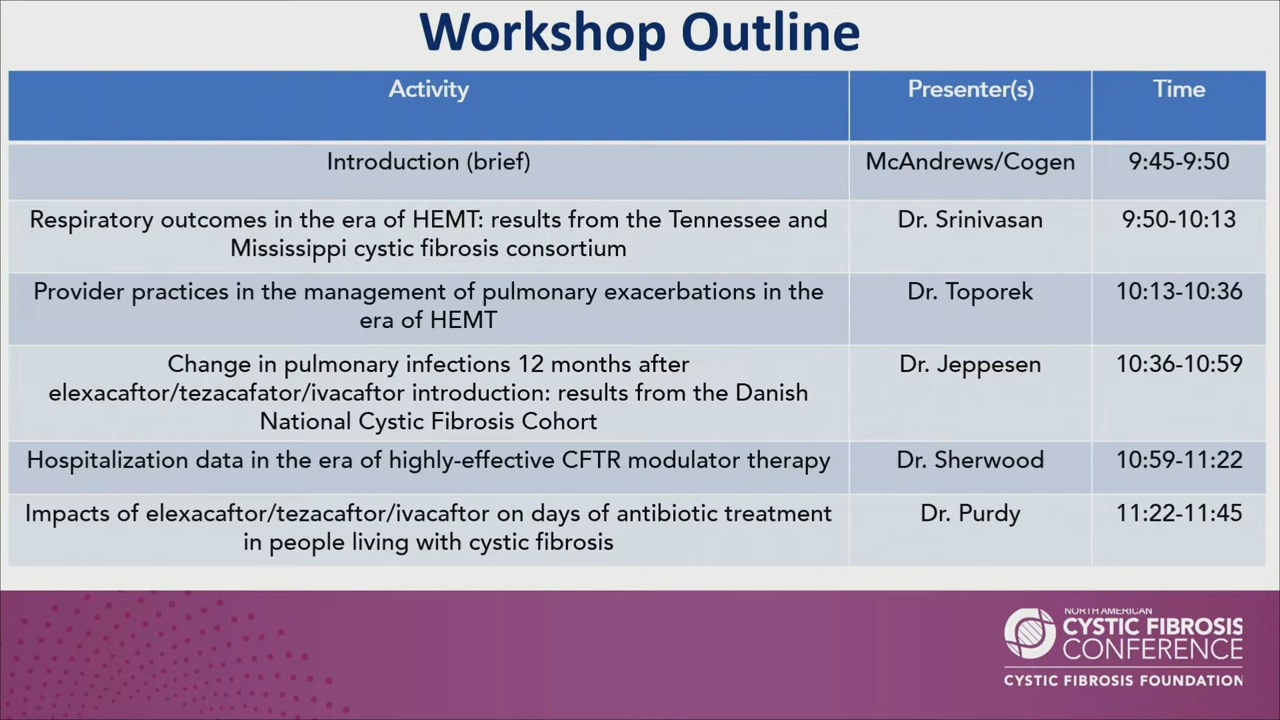 Workshop Outline
Activity
Presenter(s)
Time
Introduction (brief)
McAndrews/Cogen
9:45-9:50
Respiratory outcomes in the era of HEMT: results from the Tennessee and
Mississippi cystic fibrosis consortium
Dr. Srinivasan
9:50-10:13
Provider practices in the management of pulmonary exacerbations in the
era of HEMT
Dr. Toporek
10:13-10:36
Change in pulmonary infections 12 months after
elexacaftor/tezacafator/ivacaftor introduction: results from the Danish
National Cystic Fibrosis Cohort
Dr. Jeppesen
10:36-10:59
Hospitalization data in the era of highly-effective CFTR modulator therapy
Dr. Sherwood
10:59-11:22
Impacts of elexacaftor/tezacaftor/ivacaftor on days of antibiotic treatment
in people living with cystic fibrosis
Dr. Purdy
11:22-11:45
NORTH AMERICAN
CYSTIC FIBROSIS
CONFERENCE
CYSTIC FIBROSIS FOUNDATION